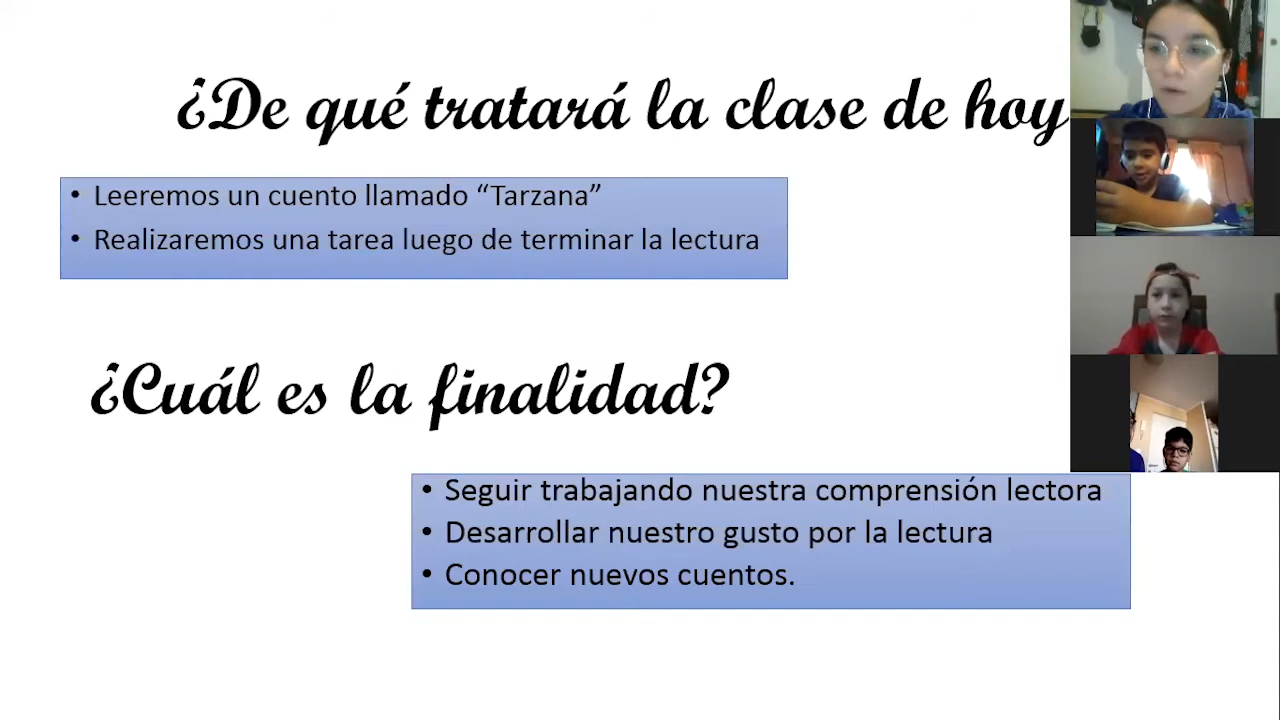 ¿De qué tratará la clase de hoy
• Leeremos un cuento llamado “Tarzana”
• Realizaremos una tarea luego de terminar la lectura
¿Cuál es la finalidad?
• Seguir trabajando nuestra comprensión lectora
• Desarrollar nuestro gusto por la lectura
• Conocer nuevos cuentos.